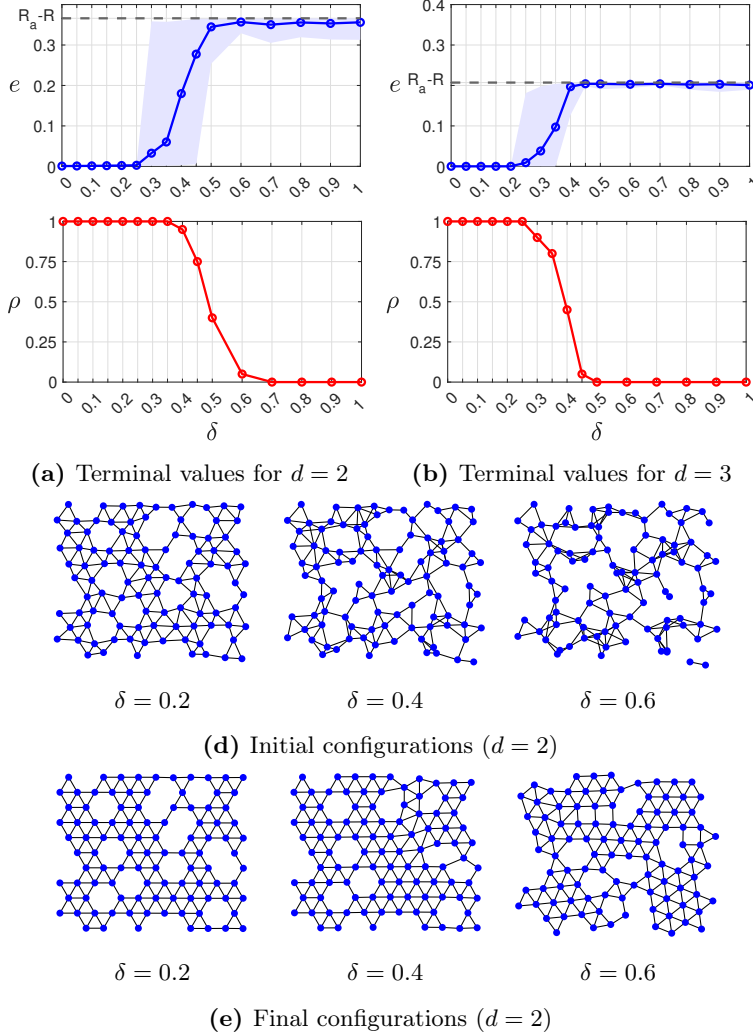 R_a-R
0.3
0.2
0.1
0
e
0 0.1 0.2 0.3 0.4 0.5 0.6 0.7 0.8 0.9 1
0.4
0.3
R_a-R
0.2
0.1
0
e
0 0.1 0.2 0.3 0.4 0.5 0.6 0.7 0.8 0.9 1
1
0.75
0.5
0.25
0
ρ
0 0.1 0.2 0.3 0.4 0.5 0.6 0.7 0.8 0.9 1
δ
1
0.75
0.5
0.25
0
ρ
0 0.1 0.2 0.3 0.4 0.5 0.6 0.7 0.8 0.9 1
δ
(a) Terminal values for d = 2
(b) Terminal values for d = 3
δ = 0.2 δ = 0.4 δ = 0.6
(d) Initial configurations (d = 2)
δ = 0.2 δ = 0.4 δ = 0.6
(e) Final configurations (d = 2)